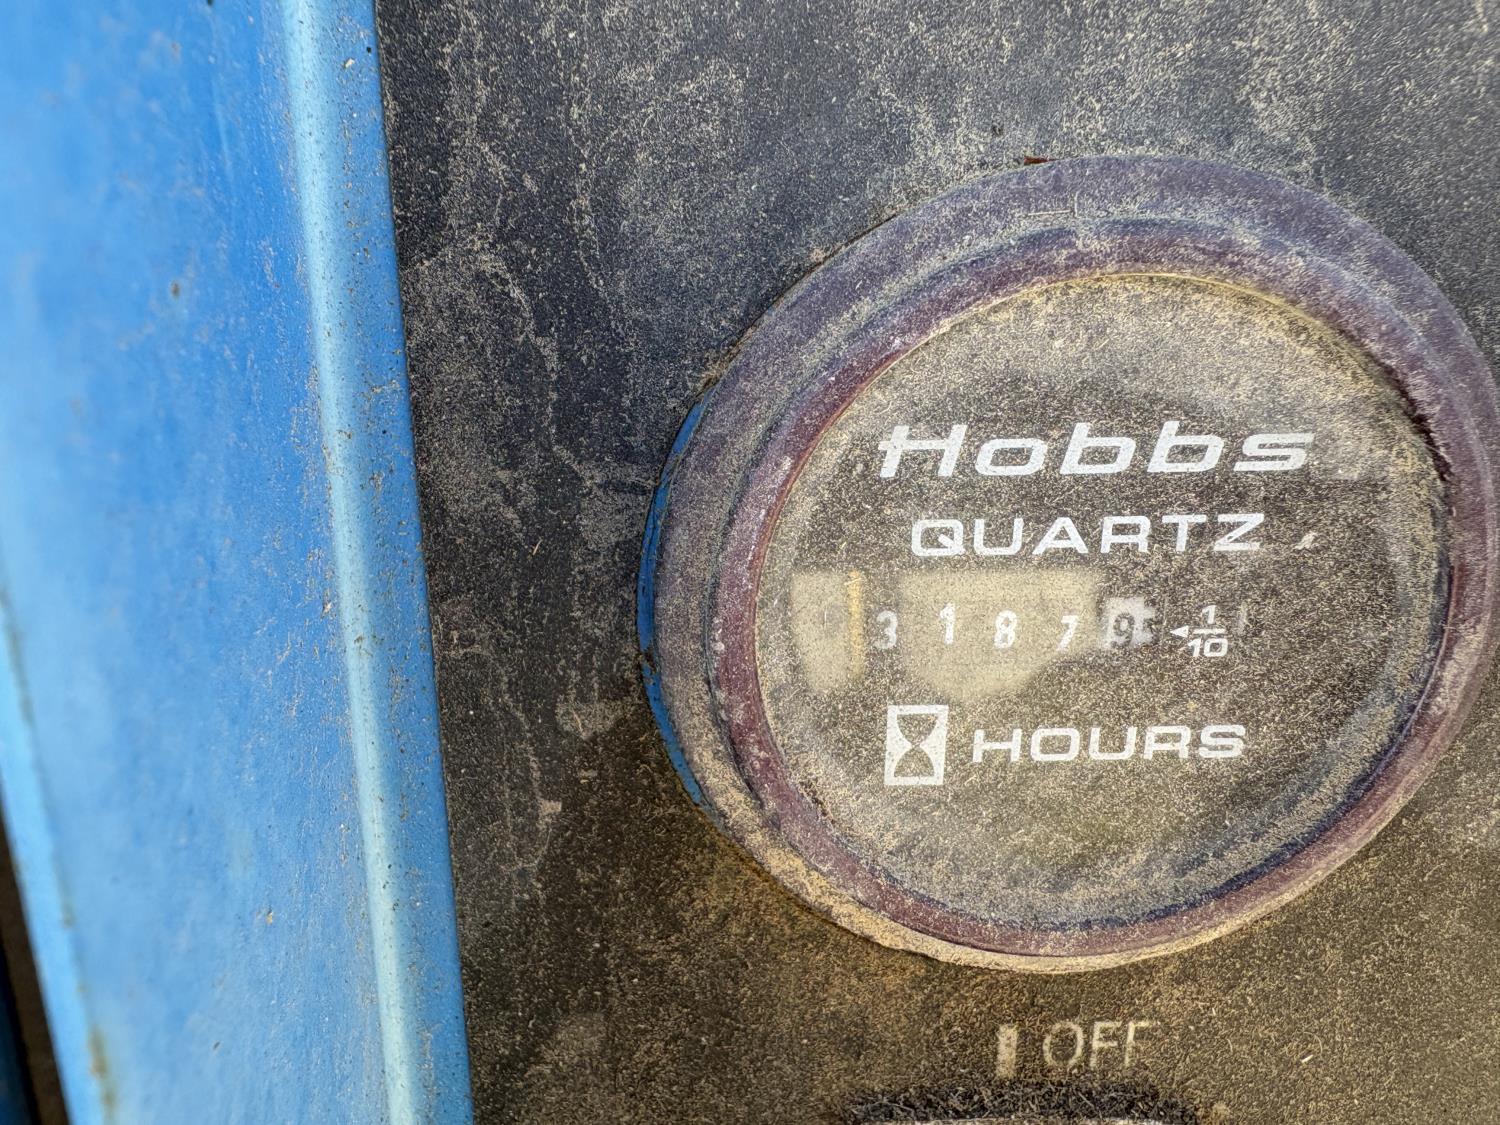 Hobbs
QUARTZ
31879 ◄1/10
HOURS
OFF